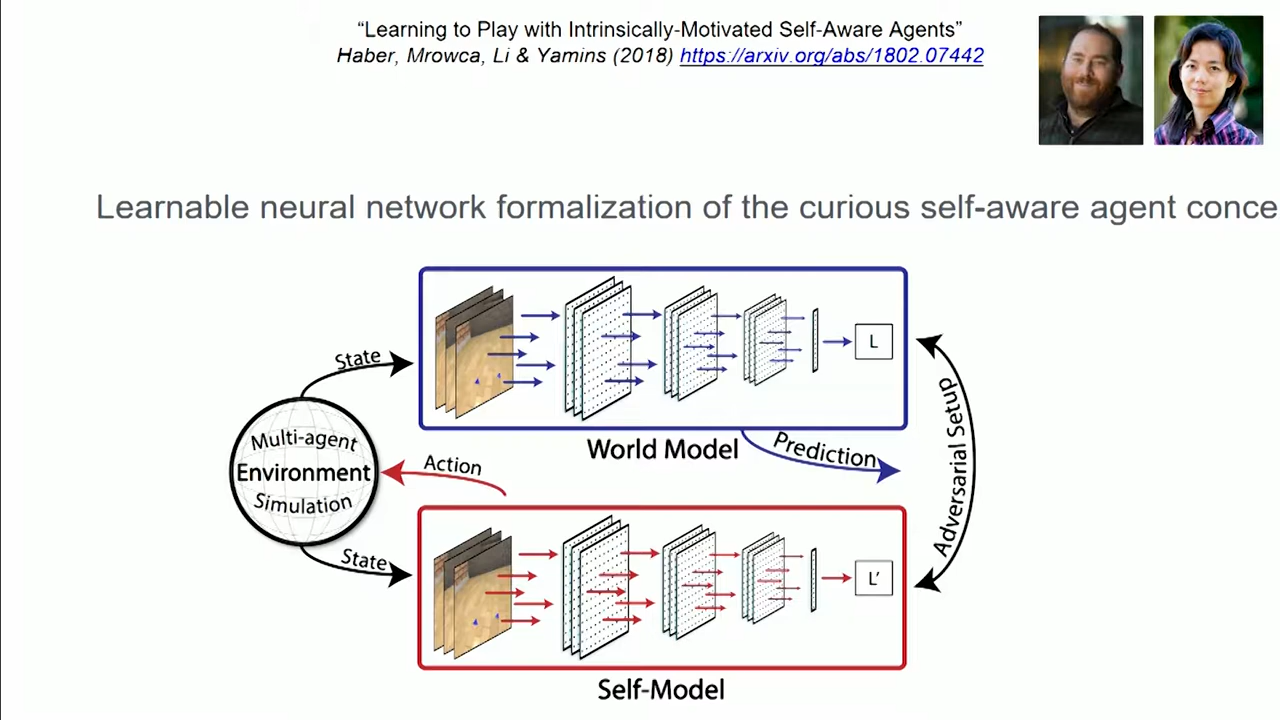 “Learning to Play with Intrinsically-Motivated Self-Aware Agents”
Haber, Mrowca, Li & Yamins (2018) https://arxiv.org/abs/1802.07442
Learnable neural network formalization of the curious self-aware agent conce
State
L
Multi-agent
Environment
Simulation
Action
World Model
Prediction
Adversarial Setup
State
L’
Self-Model